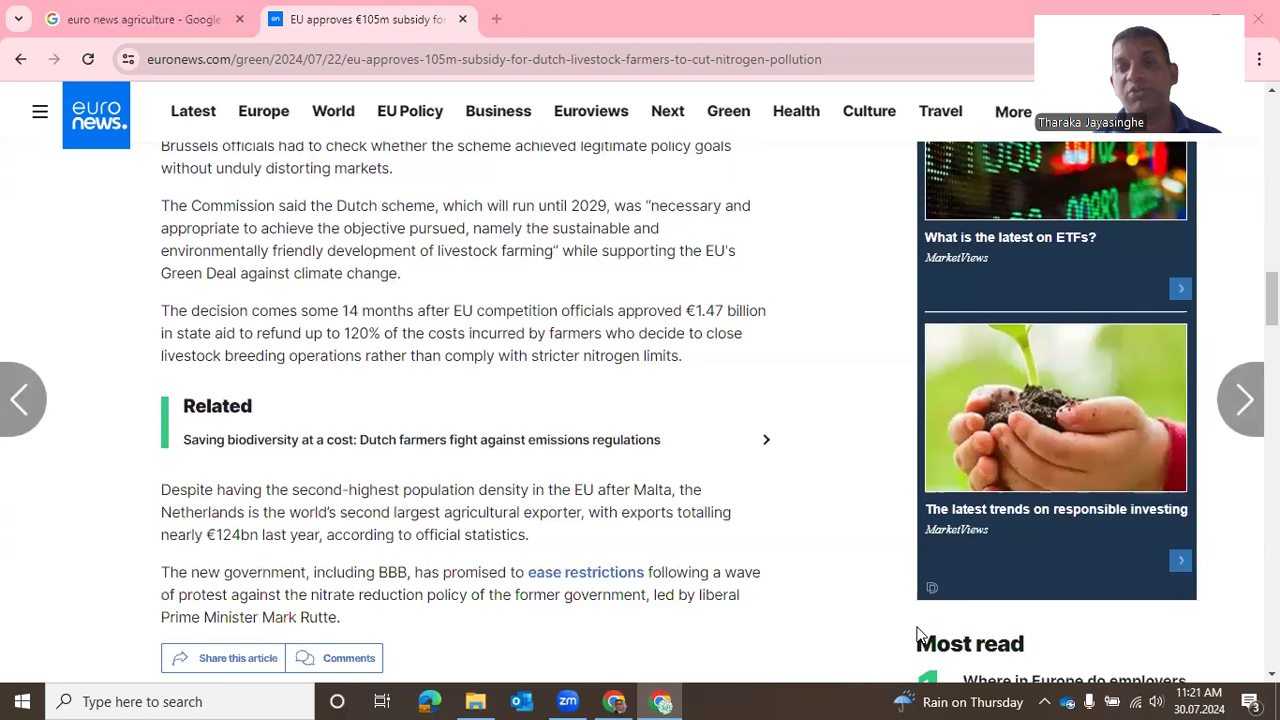 euro news agriculture - Google
EU approves €105m subsidy for
euronews.com/green/2024/07/22/eu-approves-105m-subsidy-for-dutch-livestock-farmers-to-cut-nitrogen-pollution
Tharaka Jayasinghe
euro
news.
Latest Europe World EU Policy Business Euroviews Next Green Health Culture Travel More
Brussels officials had to check whether the scheme achieved legitimate policy goals
without unduly distorting markets.
The Commission said the Dutch scheme, which will run until 2029, was “necessary and
appropriate to achieve the objective pursued, namely the sustainable and
environmentally friendly development of livestock farming” while supporting the EU's
Green Deal against climate change.
The decision comes some 14 months after EU competition officials approved €1.47 billion
in state aid to refund up to 120% of the costs incurred by farmers who decide to close
livestock breeding operations rather than comply with stricter nitrogen limits.
Related
Saving biodiversity at a cost: Dutch farmers fight against emissions regulations
Despite having the second-highest population density in the EU after Malta, the
Netherlands is the world’s second largest agricultural exporter, with exports totalling
nearly €124bn last year, according to official statistics.
The new government, including BBB, has promised to ease restrictions following a wave
of protest against the nitrate reduction policy of the former government, led by liberal
Prime Minister Mark Rutte.
Share this article
Comments
What is the latest on ETFs?
MarketViews
The latest trends on responsible investing
MarketViews
Most read
1
Where in Europe do employers
Type here to search
zm
Rain on Thursday
11:21 AM
30.07.2024
3